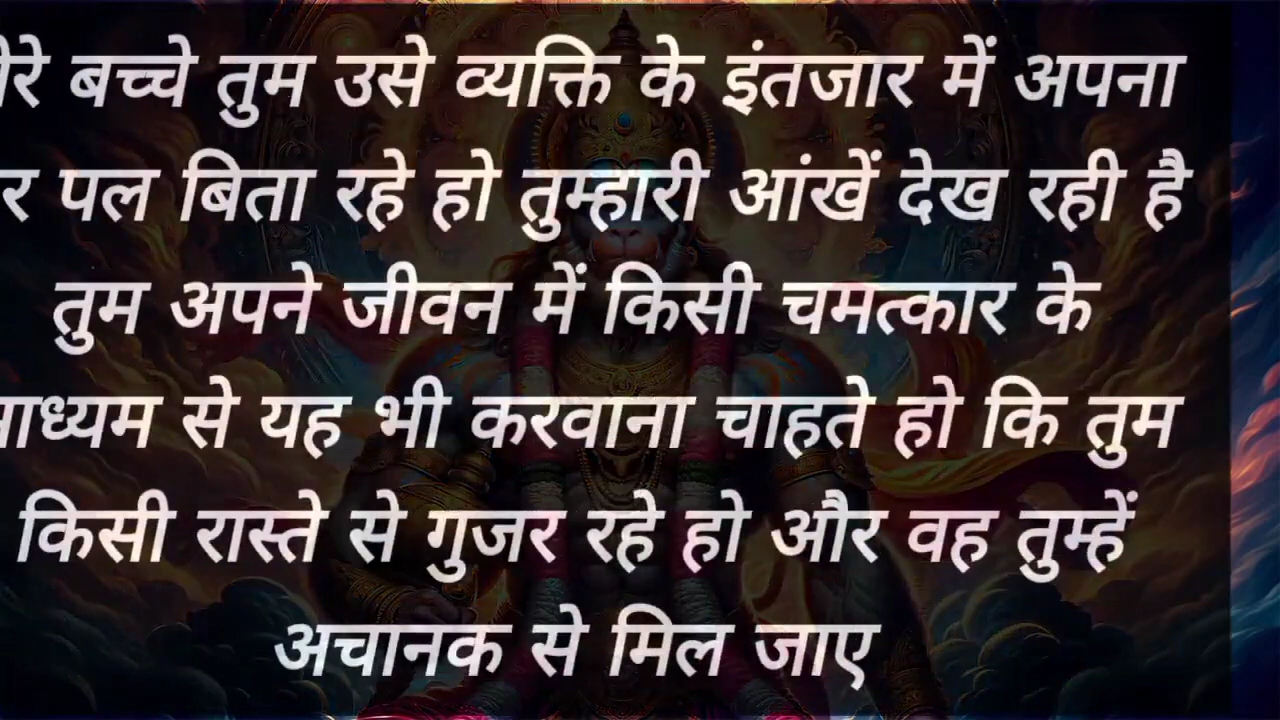 रे बच्चे तुम उसे व्यक्ति के इंतजार में अपना
र पल बिता रहे हो तुम्हारी आंखें देख रही है
तुम अपने जीवन में किसी चमत्कार के
माध्यम से यह भी करवाना चाहते हो कि तुम
किसी रास्ते से गुजर रहे हो और वह तुम्हें
अचानक से मिल जाए